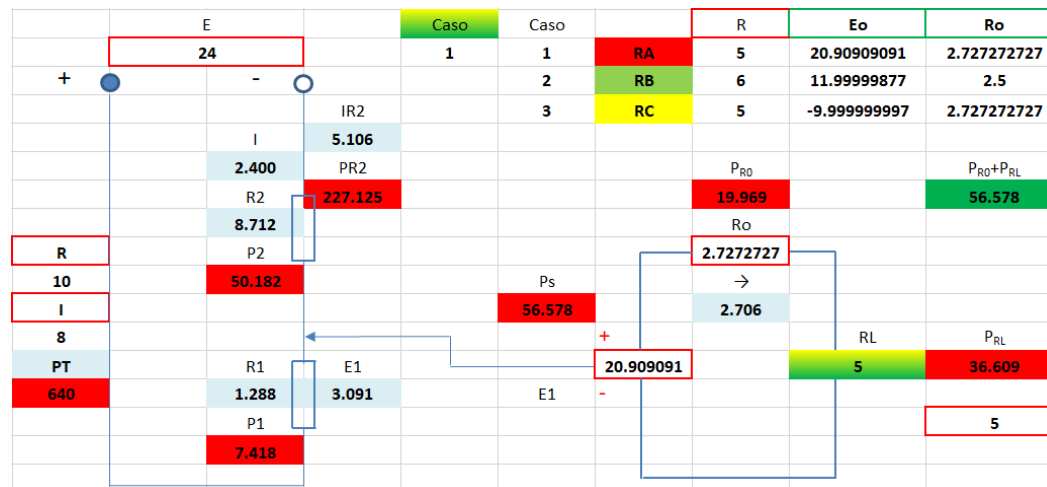 E Caso Caso R Eo Ro
24 1 1 RA 5 20.90909091 2.727272727
+ - 2 RB 6 11.99999877 2.5
IR2 3 RC 5 -9.999999997 2.727272727
I 5.106
2.400 PR2 PR0 PR0+PRL
R2 227.125 19.969 56.578
8.712 Ro
R P2 2.7272727
10 50.182 Ps →
I 56.578 2.706
8 + RL PRL
PT R1 E1 20.909091 5 36.609
640 1.288 3.091 E1 -
P1 5
7.418